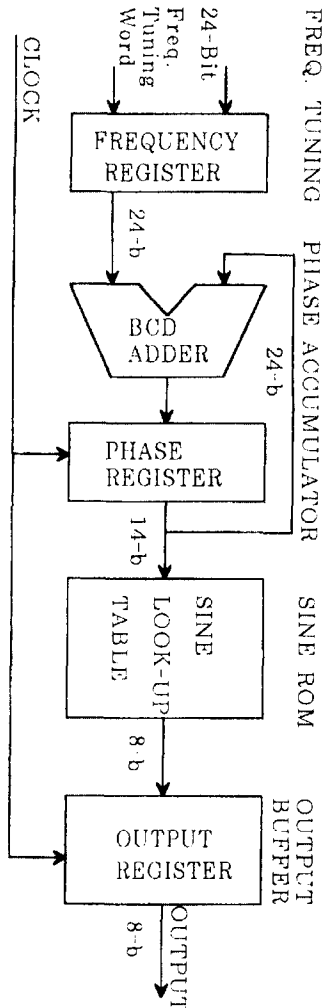 FREQ. TUNING
PHASE ACCUMULATOR
SINE ROM
OUTPUT
BUFFER
24-Bit
Freq.
Tuning
Word
FREQUENCY
REGISTER
24-b
BCD
ADDER
24-b
PHASE
REGISTER
14-b
SINE
LOOK-UP
TABLE
8-b
OUTPUT
REGISTER
OUTPUT
8-b
CLOCK